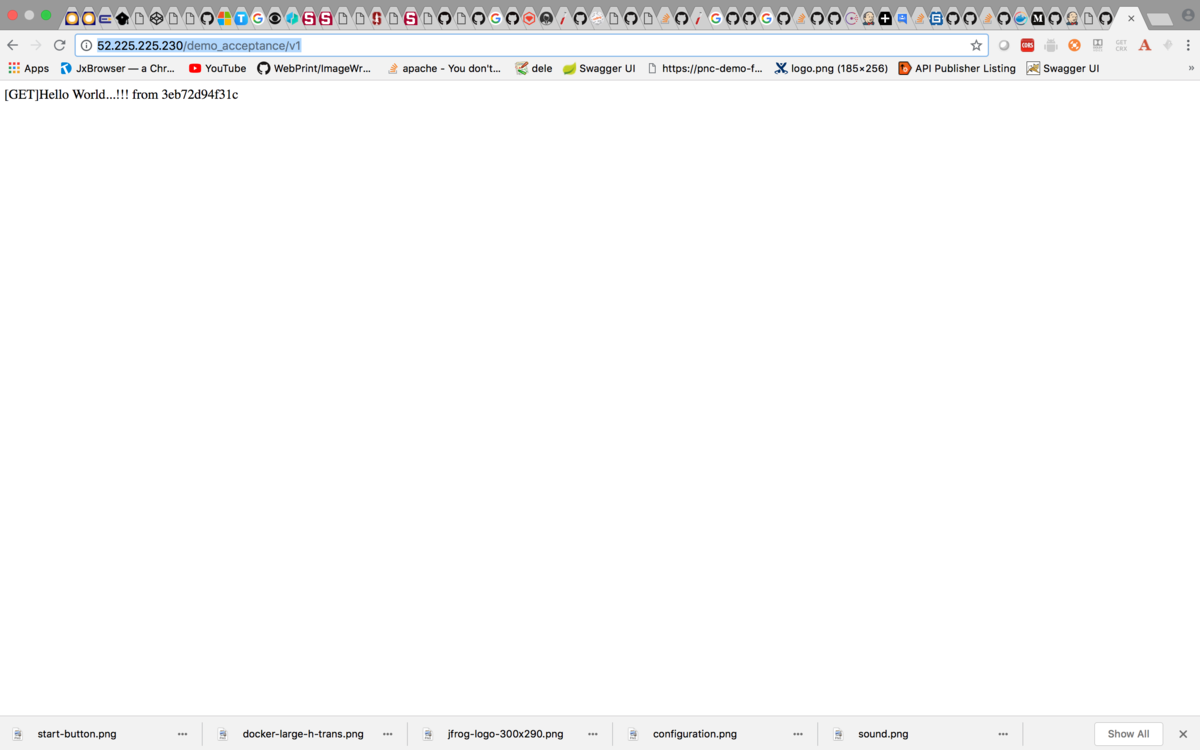 52.225.225.230/demo_acceptance/v1
Apps JxBrowser — a Chr... YouTube WebPrint/ImageWr... apache - You don't... dele Swagger UI https://pnc-demo-f... logo.png (185×256) API Publisher Listing Swagger UI »
[GET]Hello World...!!! from 3eb72d94f31c
start-button.png docker-large-h-trans.png jfrog-logo-300x290.png configuration.png sound.png Show All